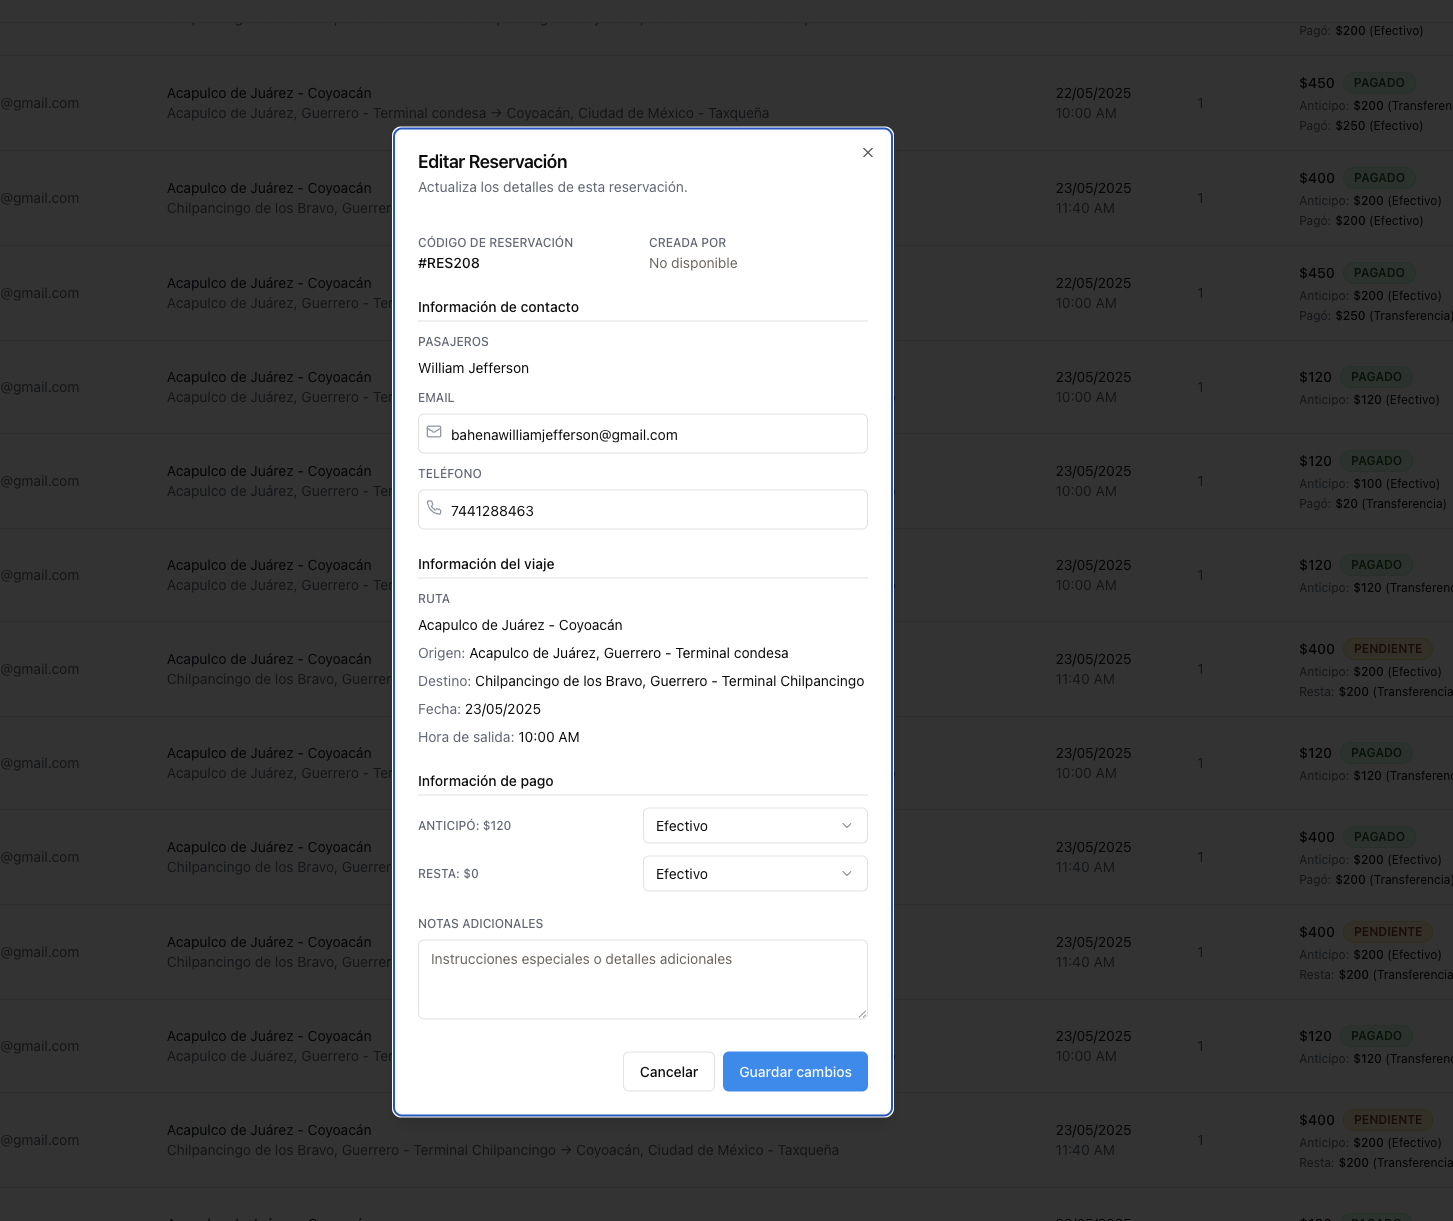 Pagó: $200 (Efectivo)
@gmail.com
Acapulco de Juárez - Coyoacán
Acapulco de Juárez, Guerrero - Terminal condesa → Coyoacán, Ciudad de México - Taxqueña
22/05/2025
10:00 AM
1
$450 PAGADO
Anticipo: $200 (Transferen
Pagó: $250 (Efectivo)
@gmail.com
Acapulco de Juárez - Coyoacán
Chilpancingo de los Bravo, Guerrer
23/05/2025
11:40 AM
1
$400 PAGADO
Anticipo: $200 (Efectivo)
Pagó: $200 (Efectivo)
@gmail.com
Acapulco de Juárez - Coyoacán
Acapulco de Juárez, Guerrero - Ter
22/05/2025
10:00 AM
1
$450 PAGADO
Anticipo: $200 (Efectivo)
Pagó: $250 (Transferencia)
@gmail.com
Acapulco de Juárez - Coyoacán
Acapulco de Juárez, Guerrero - Ter
23/05/2025
10:00 AM
1
$120 PAGADO
Anticipo: $120 (Efectivo)
@gmail.com
Acapulco de Juárez - Coyoacán
Acapulco de Juárez, Guerrero - Ter
23/05/2025
10:00 AM
1
$120 PAGADO
Anticipo: $100 (Efectivo)
Pagó: $20 (Transferencia)
@gmail.com
Acapulco de Juárez - Coyoacán
Acapulco de Juárez, Guerrero - Ter
23/05/2025
10:00 AM
1
$120 PAGADO
Anticipo: $120 (Transferenc
@gmail.com
Acapulco de Juárez - Coyoacán
Chilpancingo de los Bravo, Guerrer
23/05/2025
11:40 AM
1
$400 PENDIENTE
Anticipo: $200 (Efectivo)
Resta: $200 (Transferencia
@gmail.com
Acapulco de Juárez - Coyoacán
Acapulco de Juárez, Guerrero - Ter
23/05/2025
10:00 AM
1
$120 PAGADO
Anticipo: $120 (Transferenc
@gmail.com
Acapulco de Juárez - Coyoacán
Chilpancingo de los Bravo, Guerrer
23/05/2025
11:40 AM
1
$400 PAGADO
Anticipo: $200 (Efectivo)
Pagó: $200 (Transferencia)
@gmail.com
Acapulco de Juárez - Coyoacán
Chilpancingo de los Bravo, Guerrer
23/05/2025
11:40 AM
1
$400 PENDIENTE
Anticipo: $200 (Efectivo)
Resta: $200 (Transferencia
@gmail.com
Acapulco de Juárez - Coyoacán
Acapulco de Juárez, Guerrero - Ter
23/05/2025
10:00 AM
1
$120 PAGADO
Anticipo: $120 (Transferenc
@gmail.com
Acapulco de Juárez - Coyoacán
Chilpancingo de los Bravo, Guerrero - Terminal Chilpancingo → Coyoacán, Ciudad de México - Taxqueña
23/05/2025
11:40 AM
1
$400 PENDIENTE
Anticipo: $200 (Efectivo)
Resta: $200 (Transferencia
Editar Reservación
Actualiza los detalles de esta reservación.
CÓDIGO DE RESERVACIÓN
#RES208
CREADA POR
No disponible
Información de contacto
PASAJEROS
William Jefferson
EMAIL
bahenawilliamjefferson@gmail.com
TELÉFONO
7441288463
Información del viaje
RUTA
Acapulco de Juárez - Coyoacán
Origen: Acapulco de Juárez, Guerrero - Terminal condesa
Destino: Chilpancingo de los Bravo, Guerrero - Terminal Chilpancingo
Fecha: 23/05/2025
Hora de salida: 10:00 AM
Información de pago
ANTICIPÓ: $120
Efectivo
RESTA: $0
Efectivo
NOTAS ADICIONALES
Instrucciones especiales o detalles adicionales
Cancelar
Guardar cambios